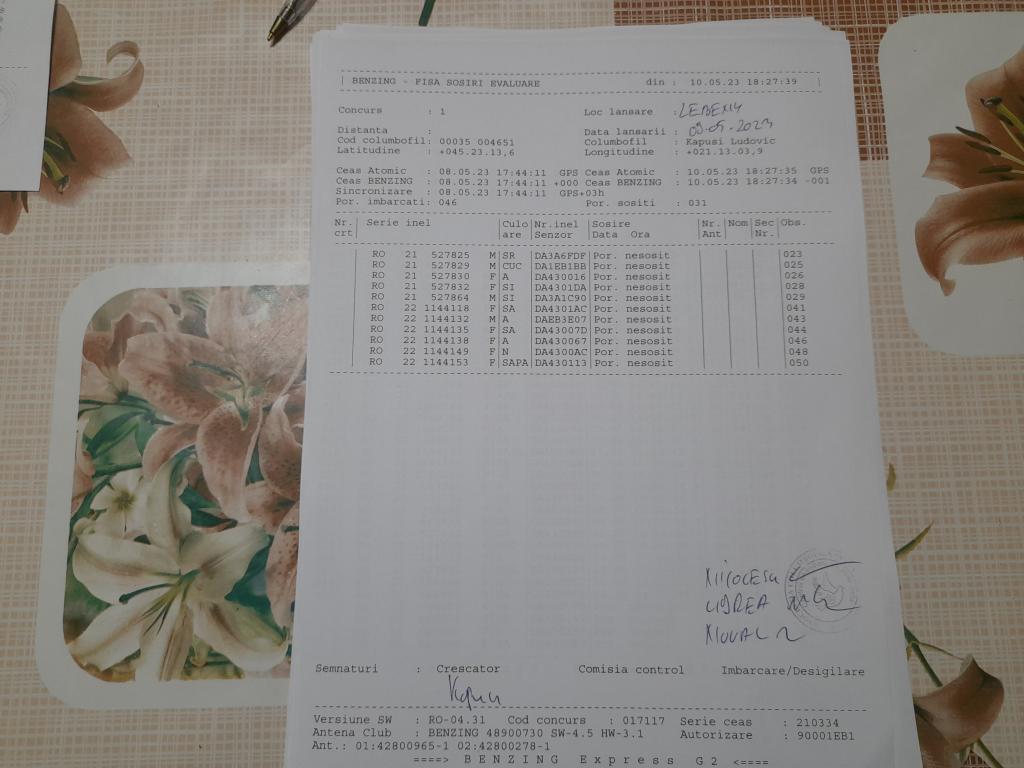 | BENZING - FISA SOSIRI EVALUARE din : 10.05.23 18:27:39 |
Concurs : 1 Loc lansare :
Distanta : Data lansarii : 09-05-2023
Cod columbofil: 00035 004651 Columbofil : Kapusi Ludovic
Latitudine : +045.23.13,6 Longitudine : +021.13.03,9
Ceas Atomic : 08.05.23 17:44:11 GPS Ceas Atomic : 10.05.23 18:27:35 GPS
Ceas BENZING : 08.05.23 17:44:11 +000 Ceas BENZING : 10.05.23 18:27:34 -001
Sincronizare : 08.05.23 17:44:11 GPS+03h
Por. imbarcati: 046 Por. sositi : 031
Nr. | Serie inel |Culo|Nr.inel |Sosire |Nr.|Nom|Sec|Obs.
crt | |are |Senzor |Data Ora |Ant| |Nr.|
RO 21 527825 M|SR |DA3A6FDF|Por. nesosit | | | |023
RO 21 527829 M|CUC |DA1EB1BB|Por. nesosit | | | |025
RO 21 527830 F|A |DA430016|Por. nesosit | | | |026
RO 21 527832 F|SI |DA4301DA|Por. nesosit | | | |028
RO 21 527864 M|SI |DA3A1C90|Por. nesosit | | | |029
RO 22 1144118 F|SA |DA4301AC|Por. nesosit | | | |041
RO 22 1144132 M|A |DAEB3E07|Por. nesosit | | | |043
RO 22 1144135 F|SA |DA43007D|Por. nesosit | | | |044
RO 22 1144138 F|A |DA430067|Por. nesosit | | | |046
RO 22 1144149 F|N |DA4300AC|Por. nesosit | | | |048
RO 22 1144153 F|SAPA|DA430113|Por. nesosit | | | |050
Semnaturi : Crescator Comisia control Imbarcare/Desigilare
Versiune SW : RO-04.31 Cod concurs : 017117 Serie ceas : 210334
Antena Club : BENZING 48900730 SW-4.5 HW-3.1 Autorizare : 90001EB1
Ant.: 01:42800965-1 02:42800278-1
====> B E N Z I N G E x p r e s s G 2 <====